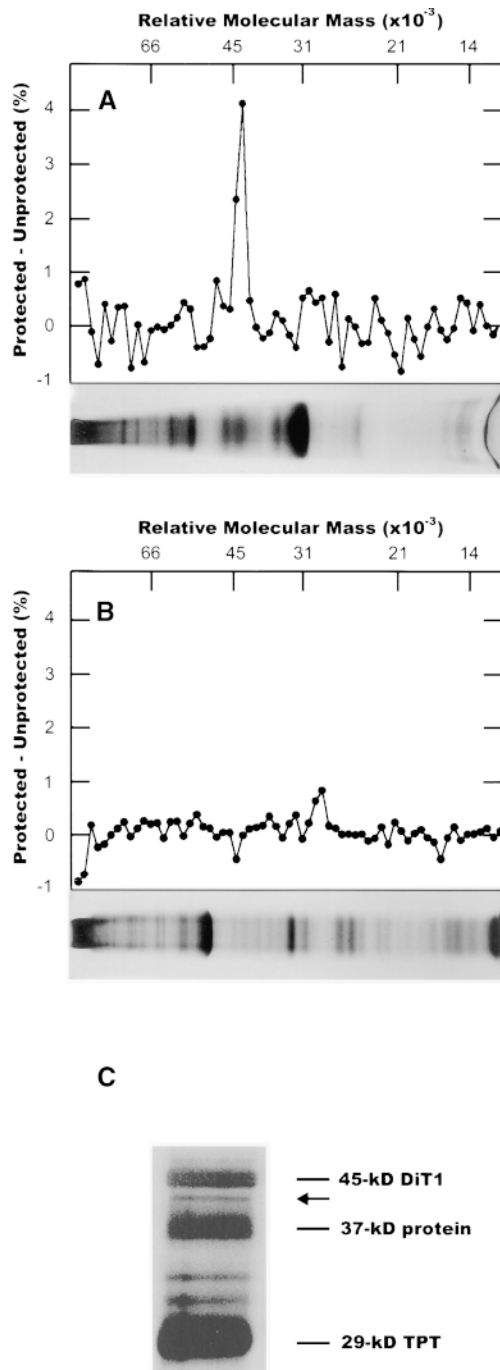 Relative Molecular Mass (x10-3)
66 45 31 21 14
A
Protected - Unprotected (%)
4
3
2
1
0
-1
Relative Molecular Mass (x10-3)
66 45 31 21 14
B
Protected - Unprotected (%)
4
3
2
1
0
-1
C
45-kD DiT1
37-kD protein
29-kD TPT